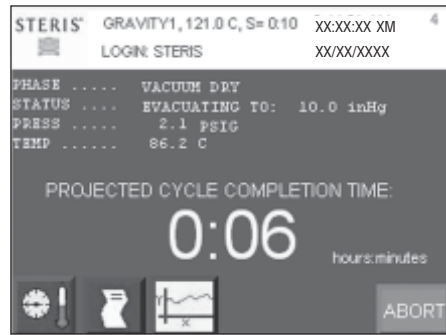 STERIS® GRAVITY1, 121.0 C, S= 0:10 XX:XX:XX XM 4
LOGIN: STERIS XX/XX/XXXX
PHASE ..... VACUUM DRY
STATUS .... EVACUATING TO: 10.0 inHg
PRESS ..... 2.1 PSIG
TEMP ...... 86.2 C
PROJECTED CYCLE COMPLETION TIME:
0:06
hours:minutes
X
ABORT